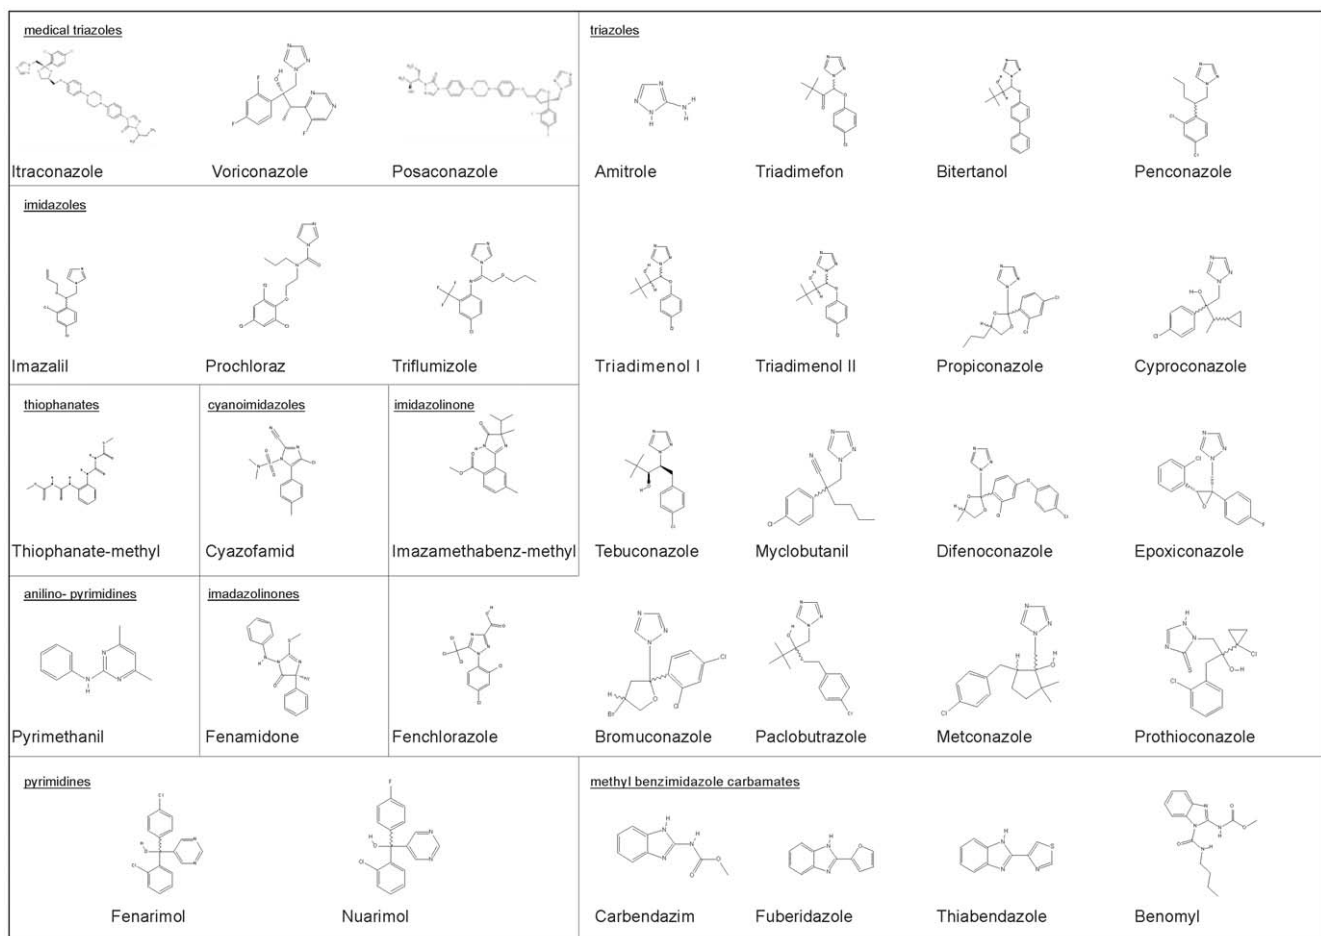 medical triazoles
Itraconazole
Voriconazole
Posaconazole
triazoles
Amitrole
Triadimefon
Bitertanol
Penconazole
imidazoles
Imazalil
Prochloraz
Triflumizole
Triadimenol I
Triadimenol II
Propiconazole
Cyproconazole
thiophanates
Thiophanate-methyl
cyanoimidazoles
Cyazofamid
imidazolinone
Imazamethabenz-methyl
Tebuconazole
Myclobutanil
Difenoconazole
Epoxiconazole
anilino- pyrimidines
Pyrimethanil
imadazolinones
Fenamidone
Fenchlorazole
Bromuconazole
Paclobutrazole
Metconazole
Prothioconazole
pyrimidines
Fenarimol
Nuarimol
methyl benzimidazole carbamates
Carbendazim
Fuberidazole
Thiabendazole
Benomyl